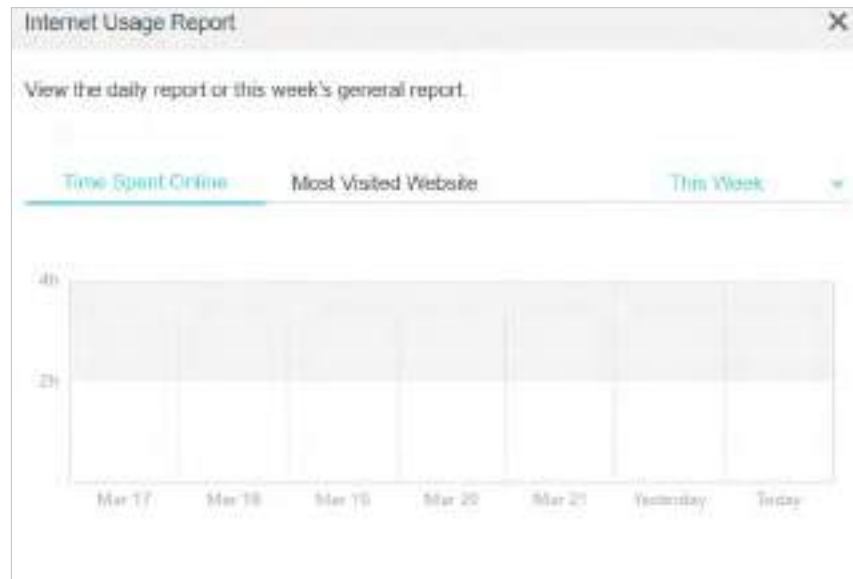 Internet Usage Report
View the daily report or this week's general report.
Time Spent Online Most Visited Website This Week
4h
2h
Mar 17 Mar 18 Mar 19 Mar 20 Mar 21 Yesterday Today